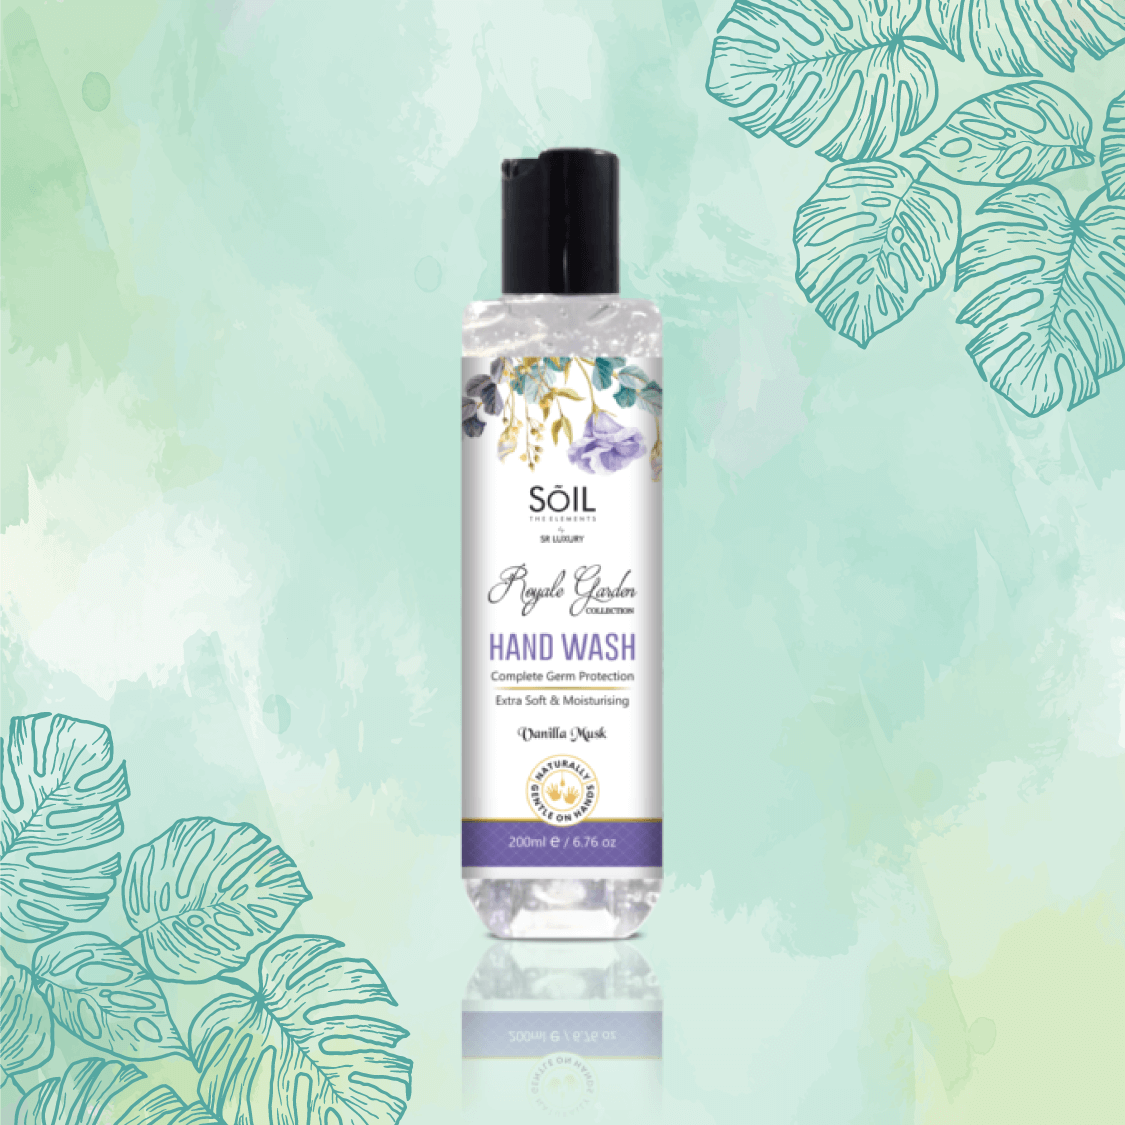 SÕIL
THE ELEMENTS
by
SR LUXURY
Royale Garden
COLLECTION
HAND WASH
Complete Germ Protection
Extra Soft & Moisturising
Vanilla Musk
NATURALLY
GENTLE ON HANDS
200ml e / 6.76 oz